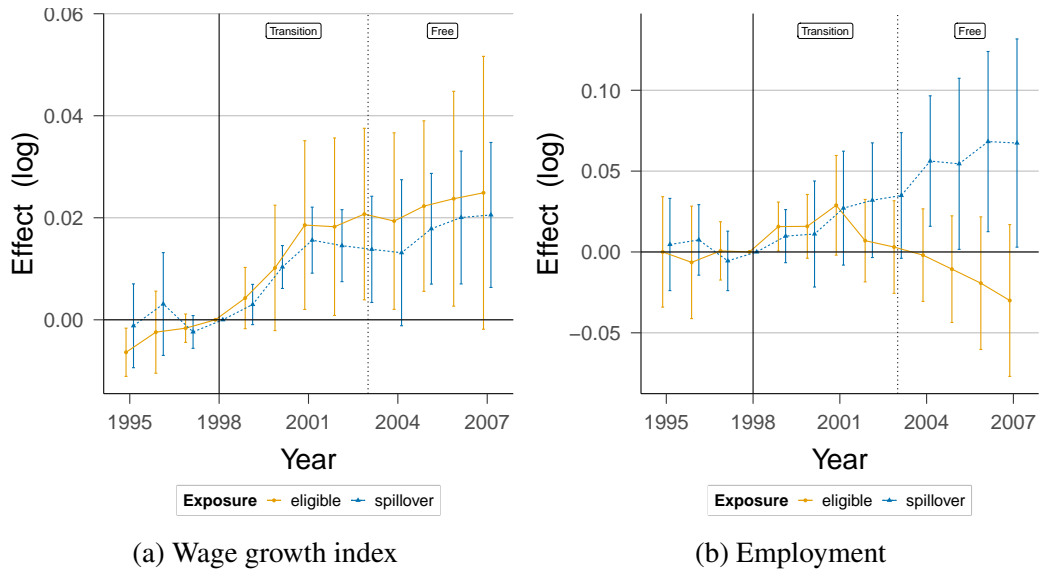 0.06
0.04
0.02
0.00
Effect (log)
Transition
Free
1995 1998 2001 2004 2007
Year
Exposure eligible spillover
(a) Wage growth index
0.10
0.05
0.00
−0.05
Effect (log)
Transition
Free
1995 1998 2001 2004 2007
Year
Exposure eligible spillover
(b) Employment